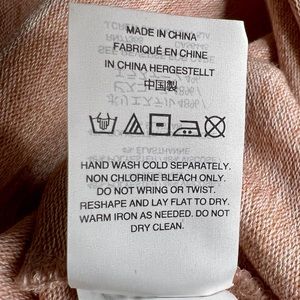 MADE IN CHINA
FABRIQUÉ EN CHINE
IN CHINA HERGESTELLT
中国製
HAND WASH COLD SEPARATELY.
NON CHLORINE BLEACH ONLY.
DO NOT WRING OR TWIST.
RESHAPE AND LAY FLAT TO DRY.
WARM IRON AS NEEDED. DO NOT
DRY CLEAN.